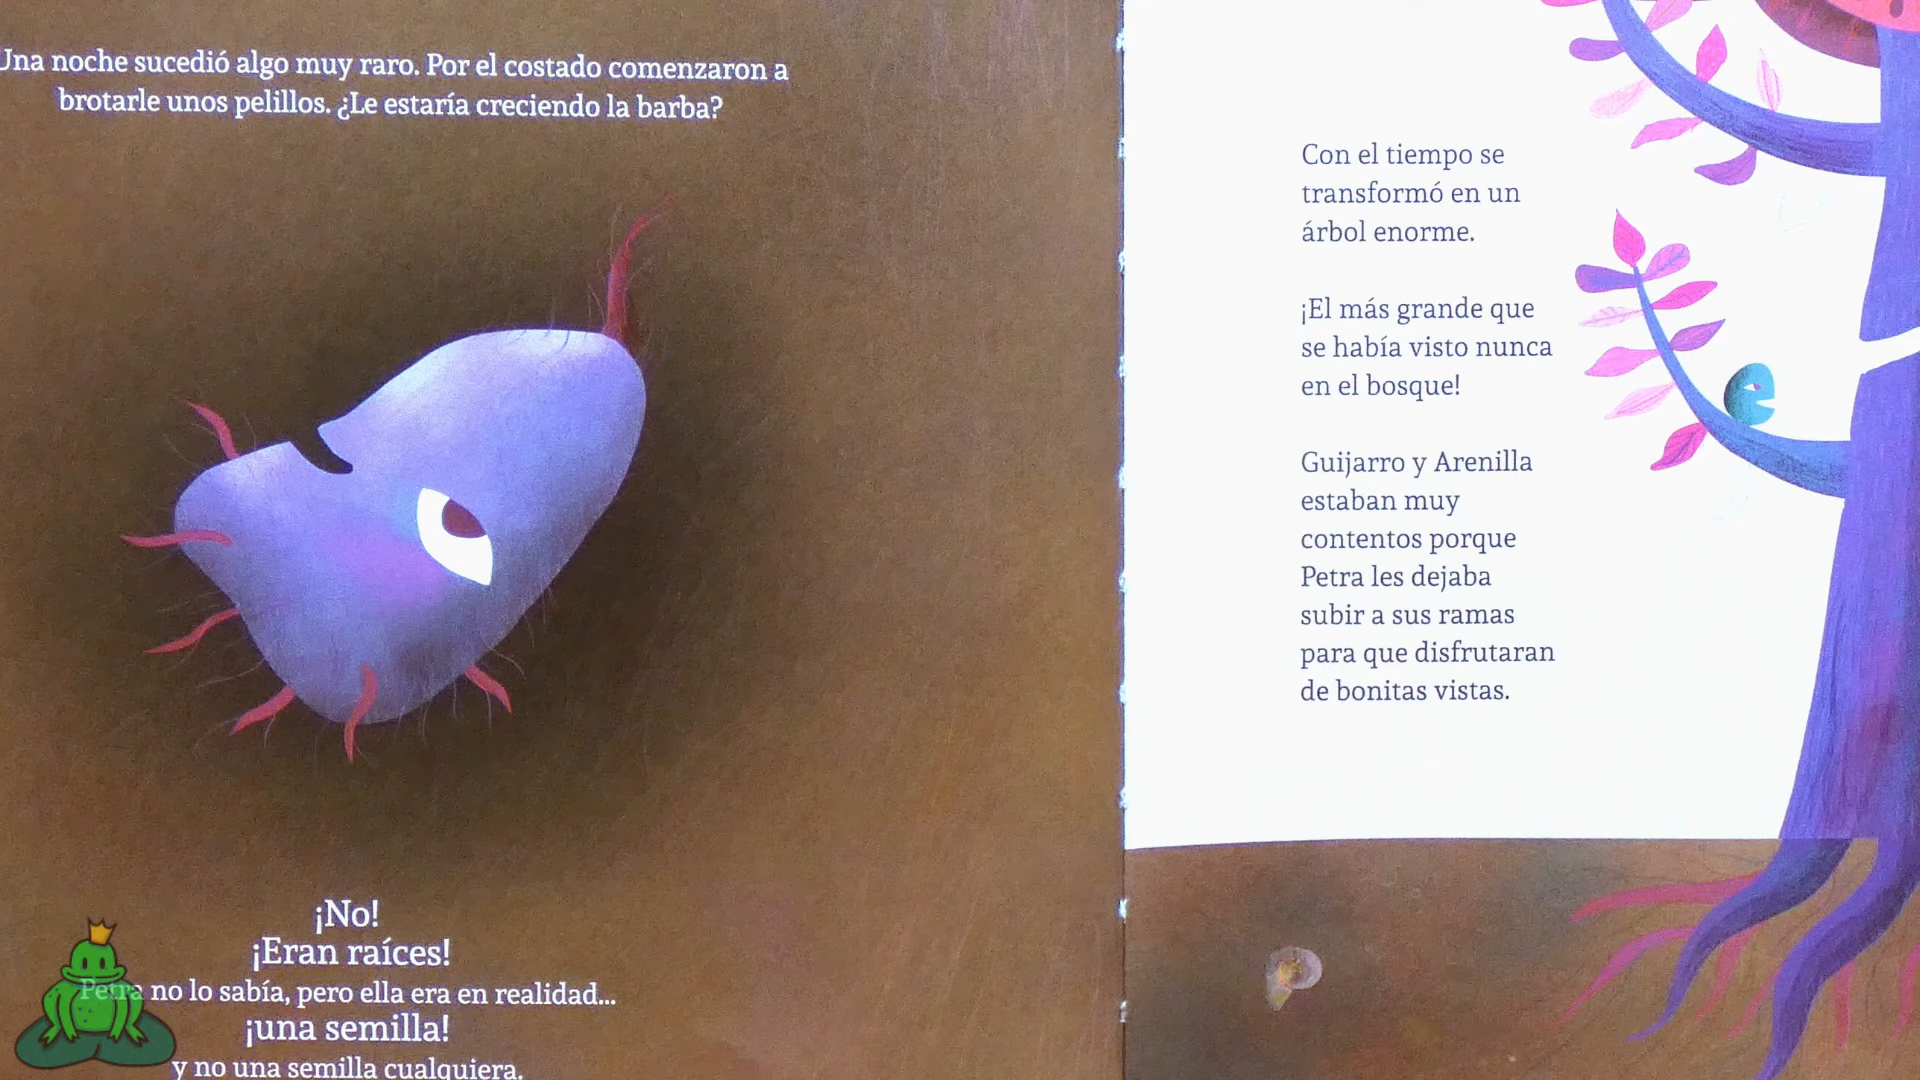 Una noche sucedió algo muy raro. Por el costado comenzaron a
brotarle unos pelillos. ¿Le estaría creciendo la barba?
¡No!
¡Eran raíces!
Petra no lo sabía, pero ella era en realidad...
¡una semilla!
y no una semilla cualquiera.
Con el tiempo se
transformó en un
árbol enorme.
¡El más grande que
se había visto nunca
en el bosque!
Guijarro y Arenilla
estaban muy
contentos porque
Petra les dejaba
subir a sus ramas
para que disfrutaran
de bonitas vistas.